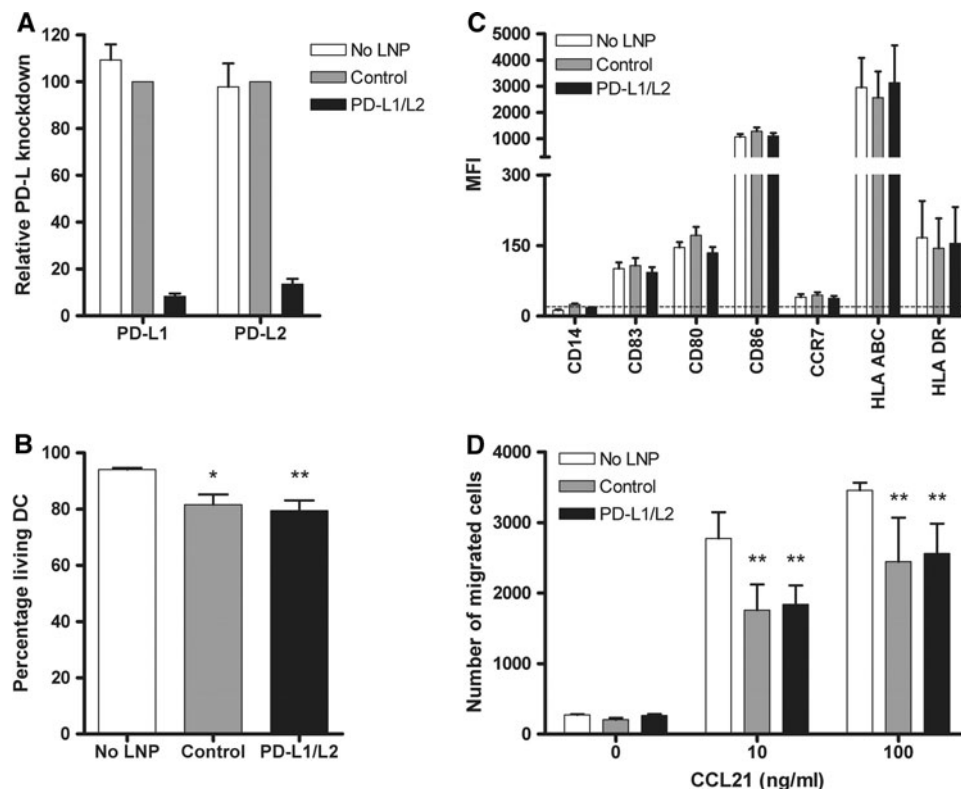 A
Relative PD-L knockdown
120
100
80
60
40
20
0
PD-L1 PD-L2
No LNP
Control
PD-L1/L2
B
Percentage living DC
100
80
60
40
20
0
* **
No LNP Control PD-L1/L2
C
MFI
5000
4000
3000
2000
1000
300
150
0
CD14
CD83
CD80
CD86
CCR7
HLA ABC
HLA DR
No LNP
Control
PD-L1/L2
D
Number of migrated cells
4000
3000
2000
1000
0
No LNP
Control
PD-L1/L2
** ** ** **
0 10 100
CCL21 (ng/ml)